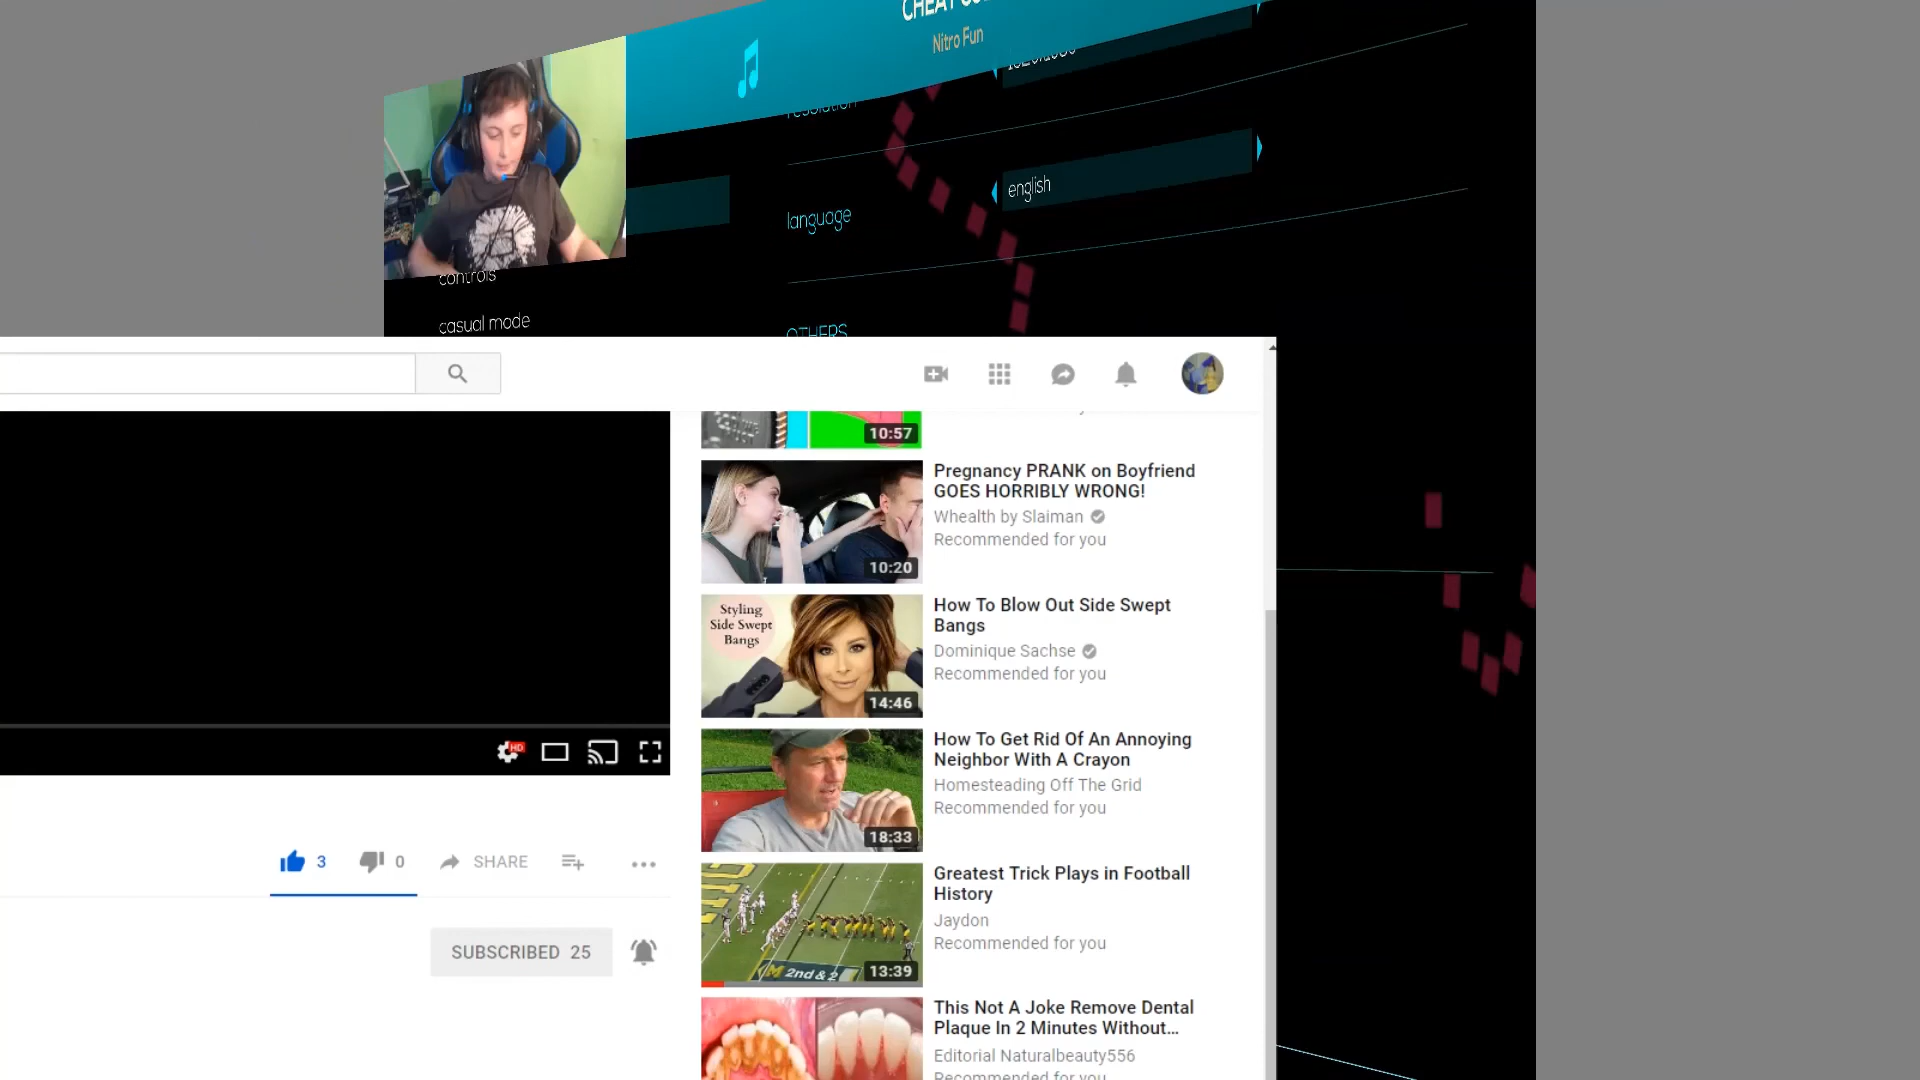 Nitro Fun
language
english
controls
casual mode
OTHERS
10:57
Pregnancy PRANK on Boyfriend
GOES HORRIBLY WRONG!
Whealth by Slaiman
Recommended for you
10:20
Styling
Side Swept
Bangs
14:46
How To Blow Out Side Swept
Bangs
Dominique Sachse
Recommended for you
HD
How To Get Rid Of An Annoying
Neighbor With A Crayon
Homesteading Off The Grid
Recommended for you
18:33
3 0 SHARE
SUBSCRIBED 25
Greatest Trick Plays in Football
History
Jaydon
Recommended for you
M 2nd & 2
13:39
This Not A Joke Remove Dental
Plaque In 2 Minutes Without...
Editorial Naturalbeauty556
Recommended for you